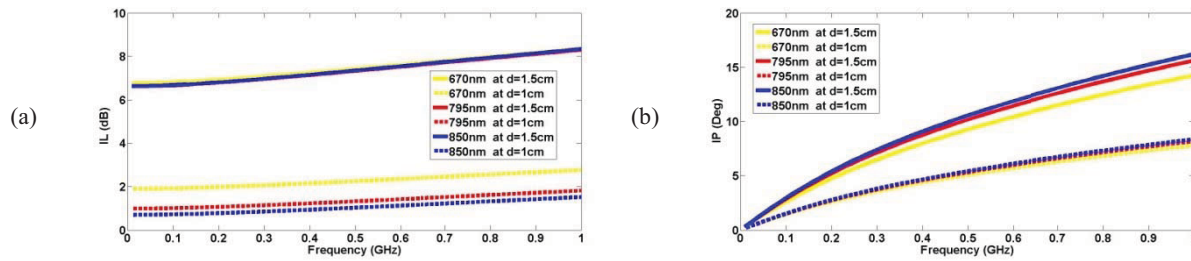 (a)
10
8
6
4
2
0
IL (dB)
670nm at d=1.5cm
670nm at d=1cm
795nm at d=1.5cm
795nm at d=1cm
850nm at d=1.5cm
850nm at d=1cm
0 0.1 0.2 0.3 0.4 0.5 0.6 0.7 0.8 0.9 1
Frequency (GHz)
(b)
20
15
10
5
0
IP (Deg)
670nm at d=1.5cm
670nm at d=1cm
795nm at d=1.5cm
795nm at d=1cm
850nm at d=1.5cm
850nm at d=1cm
0 0.1 0.2 0.3 0.4 0.5 0.6 0.7 0.8 0.9
Frequency (GHz)